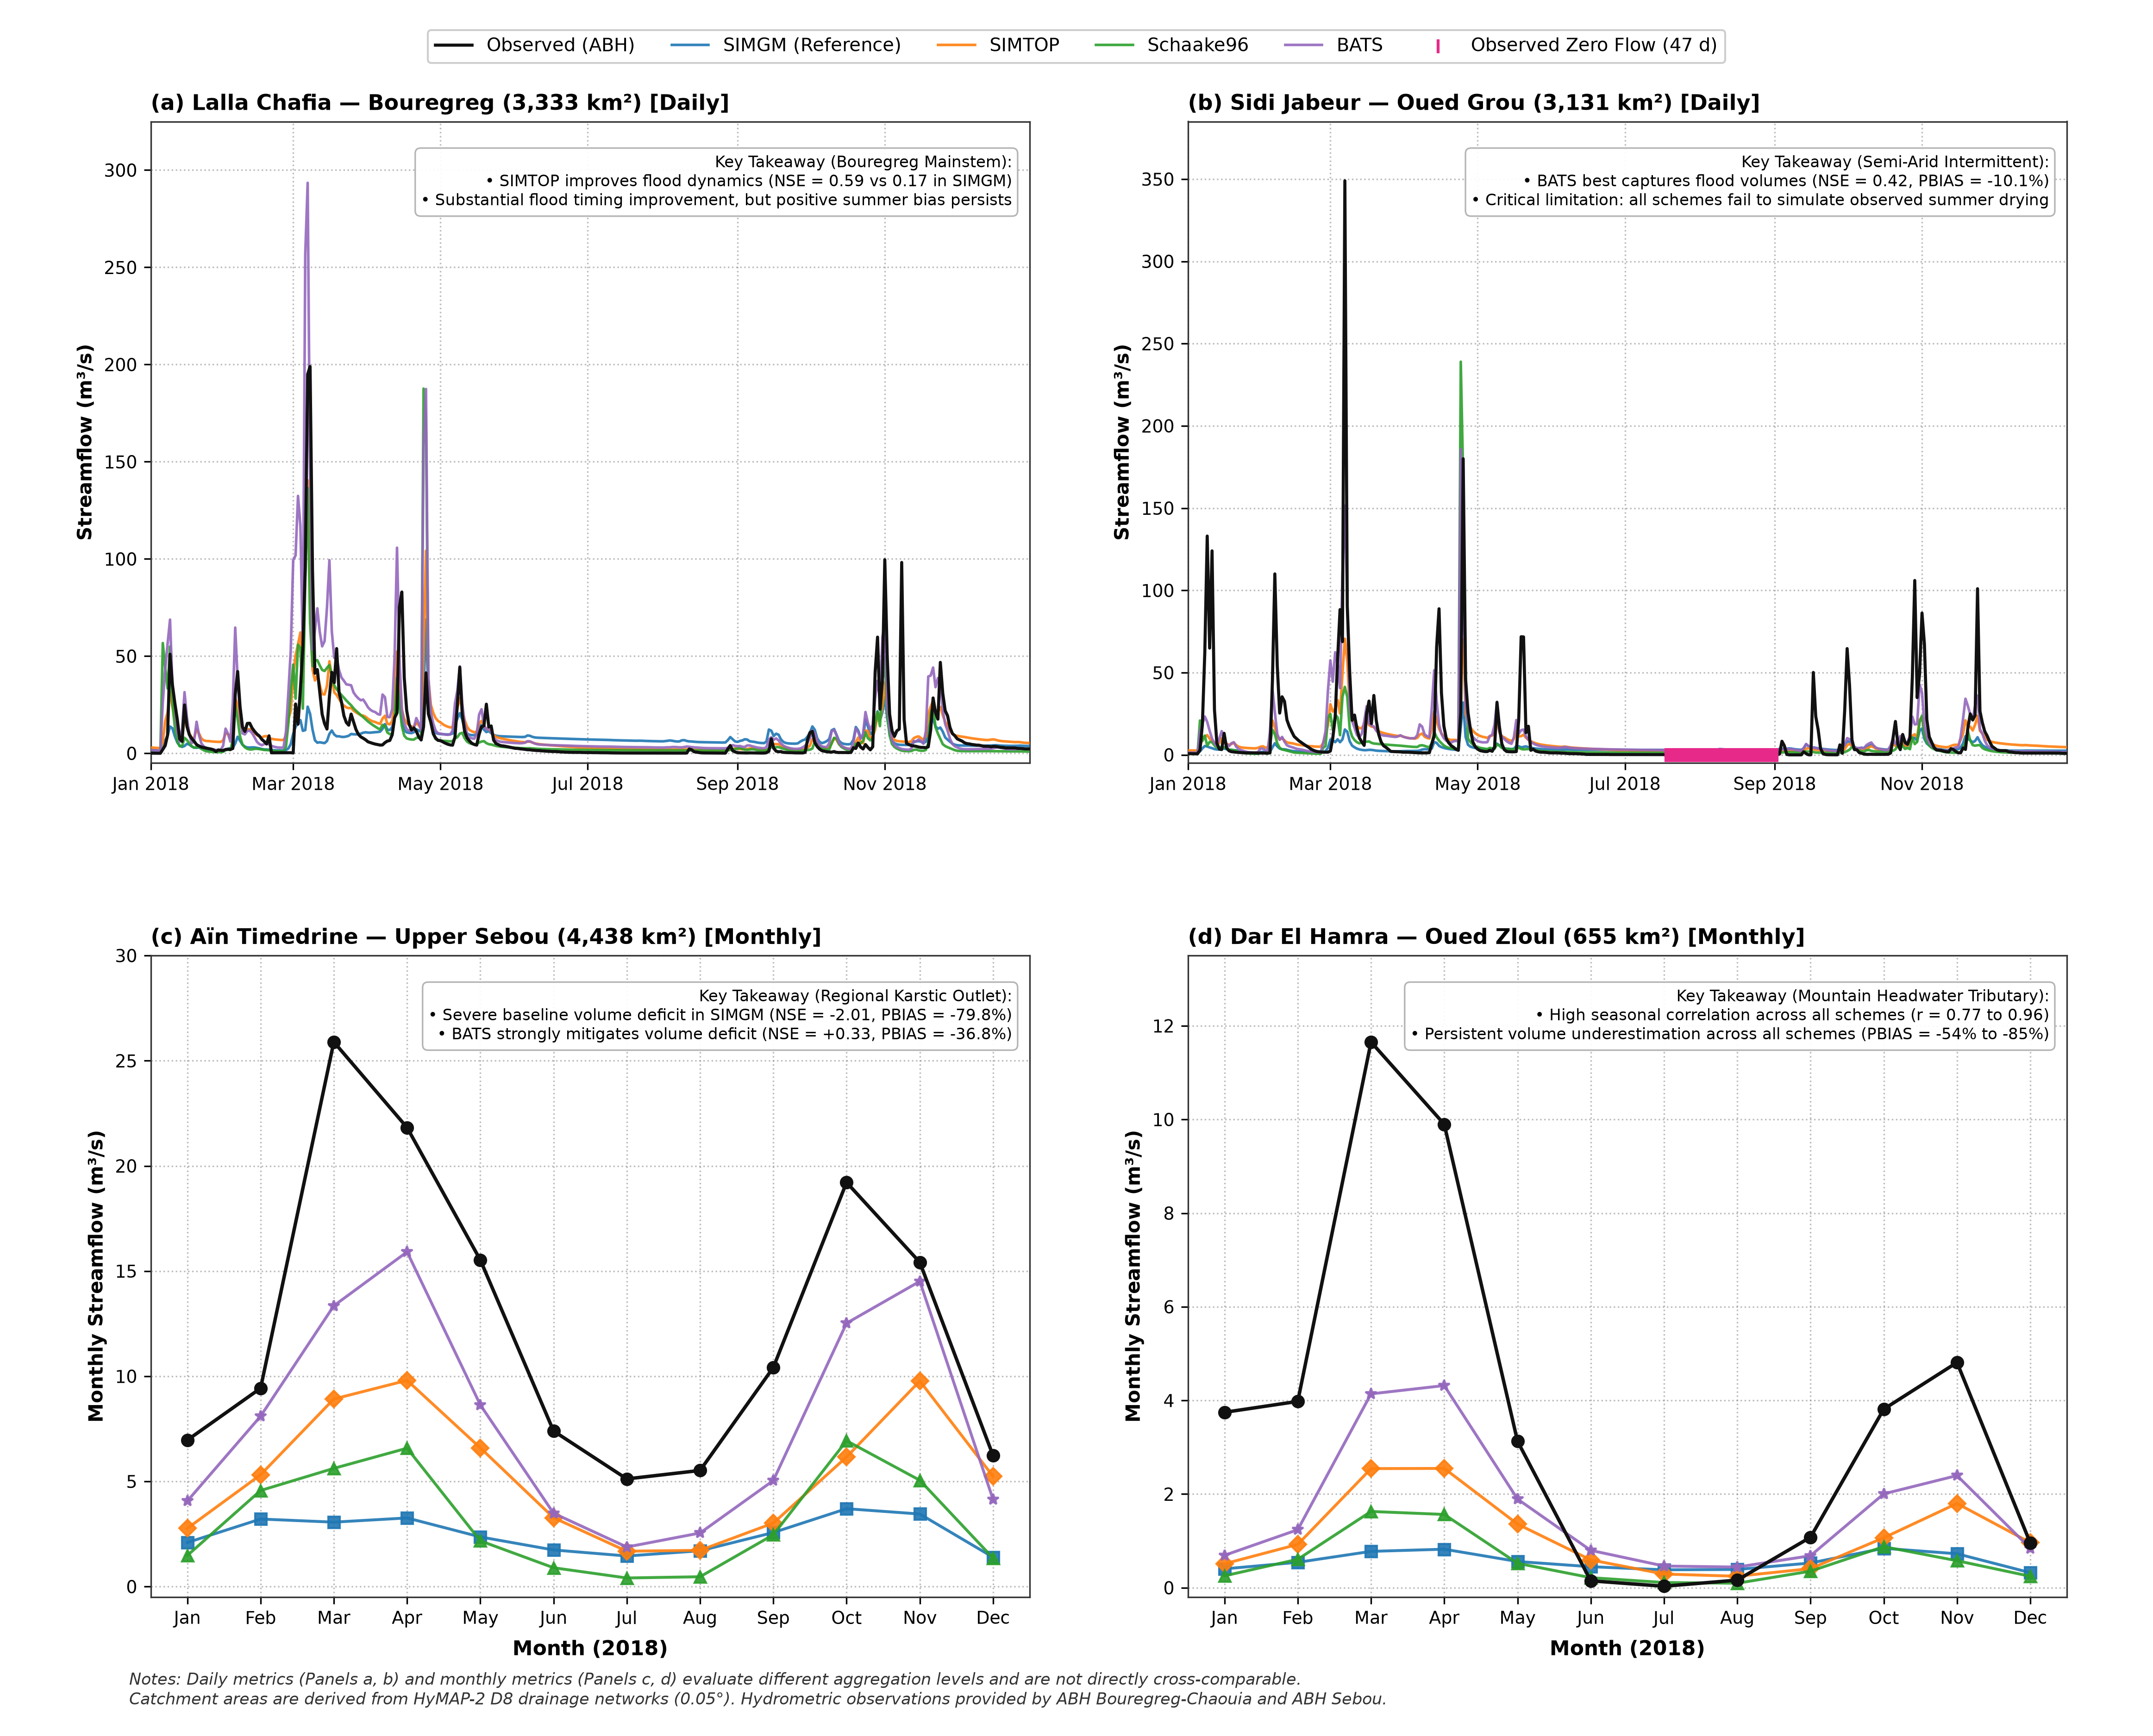 Observed (ABH) SIMGM (Reference) SIMTOP Schaake96 BATS Observed Zero Flow (47 d)
(a) Lalla Chafia — Bouregreg (3,333 km²) [Daily]
Key Takeaway (Bouregreg Mainstem):
• SIMTOP improves flood dynamics (NSE = 0.59 vs 0.17 in SIMGM)
• Substantial flood timing improvement, but positive summer bias persists
Streamflow (m³/s)
300
250
200
150
100
50
0
Jan 2018 Mar 2018 May 2018 Jul 2018 Sep 2018 Nov 2018
(b) Sidi Jabeur — Oued Grou (3,131 km²) [Daily]
Key Takeaway (Semi-Arid Intermittent):
• BATS best captures flood volumes (NSE = 0.42, PBIAS = -10.1%)
• Critical limitation: all schemes fail to simulate observed summer drying
Streamflow (m³/s)
350
300
250
200
150
100
50
0
Jan 2018 Mar 2018 May 2018 Jul 2018 Sep 2018 Nov 2018
(c) Aïn Timedrine — Upper Sebou (4,438 km²) [Monthly]
Key Takeaway (Regional Karstic Outlet):
• Severe baseline volume deficit in SIMGM (NSE = -2.01, PBIAS = -79.8%)
• BATS strongly mitigates volume deficit (NSE = +0.33, PBIAS = -36.8%)
Monthly Streamflow (m³/s)
30
25
20
15
10
5
0
Jan Feb Mar Apr May Jun Jul Aug Sep Oct Nov Dec
Month (2018)
(d) Dar El Hamra — Oued Zloul (655 km²) [Monthly]
Key Takeaway (Mountain Headwater Tributary):
• High seasonal correlation across all schemes (r = 0.77 to 0.96)
• Persistent volume underestimation across all schemes (PBIAS = -54% to -85%)
Monthly Streamflow (m³/s)
12
10
8
6
4
2
0
Jan Feb Mar Apr May Jun Jul Aug Sep Oct Nov Dec
Month (2018)
Notes: Daily metrics (Panels a, b) and monthly metrics (Panels c, d) evaluate different aggregation levels and are not directly cross-comparable.
Catchment areas are derived from HyMAP-2 D8 drainage networks (0.05°). Hydrometric observations provided by ABH Bouregreg-Chaouia and ABH Sebou.